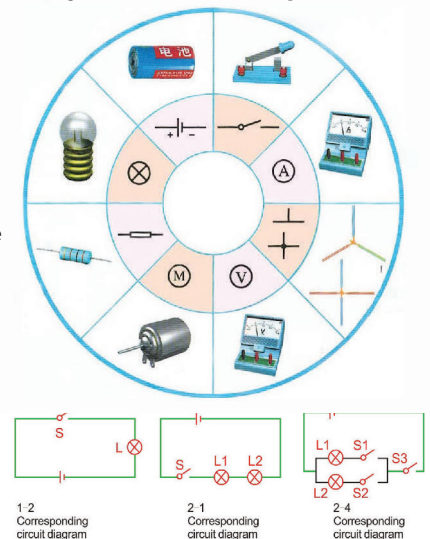 电池
A
A
V
M
V
e
S
L
S
L1
L2
L1
S1
S3
L2
S2
1-2
Corresponding
circuit diagram
2-1
Corresponding
circuit diagram
2-4
Corresponding
circuit diagram